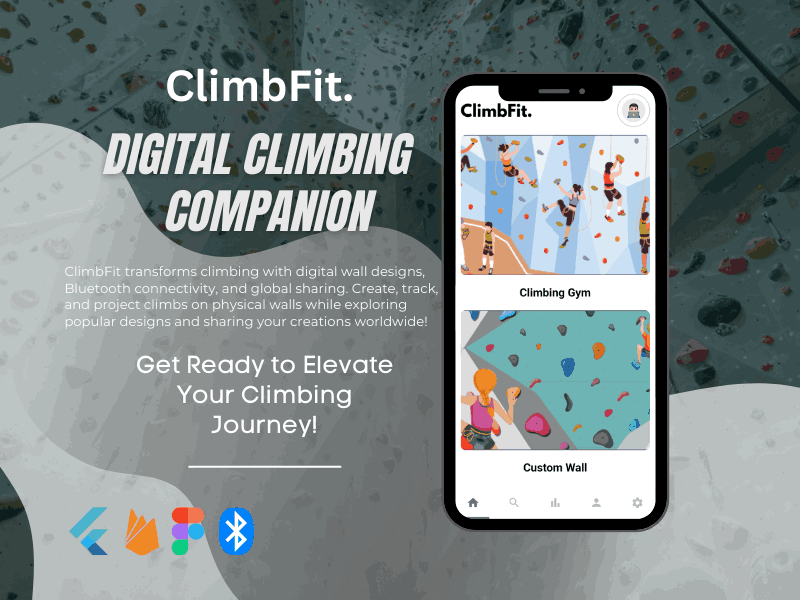 ClimbFit.
DIGITAL CLIMBING
COMPANION
ClimbFit transforms climbing with digital wall designs,
Bluetooth connectivity, and global sharing. Create, track,
and project climbs on physical walls while exploring
popular designs and sharing your creations worldwide!
Get Ready to Elevate
Your Climbing
Journey!
ClimbFit.
Climbing Gym
Custom Wall